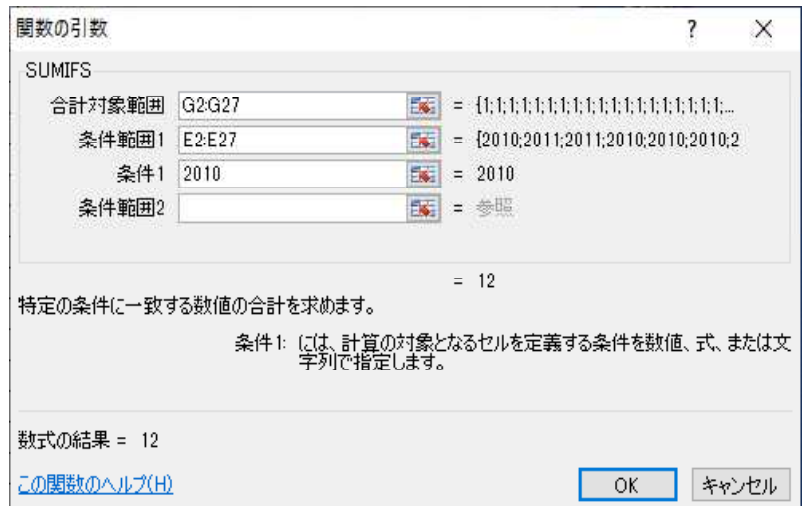 関数の引数 ? ×
SUMIFS
合計対象範囲 G2:G27 = {1;1;1;1;1;1;1;1;1;1;1;1;1;1;1;1;1;1;1;...
条件範囲1 E2:E27 = {2010;2011;2011;2010;2010;2010;2
条件1 2010 = 2010
条件範囲2 = 参照
= 12
特定の条件に一致する数値の合計を求めます。
条件1: には、計算の対象となるセルを定義する条件を数値、式、または文
字列で指定します。
数式の結果 = 12
この関数のヘルプ(H) OK キャンセル